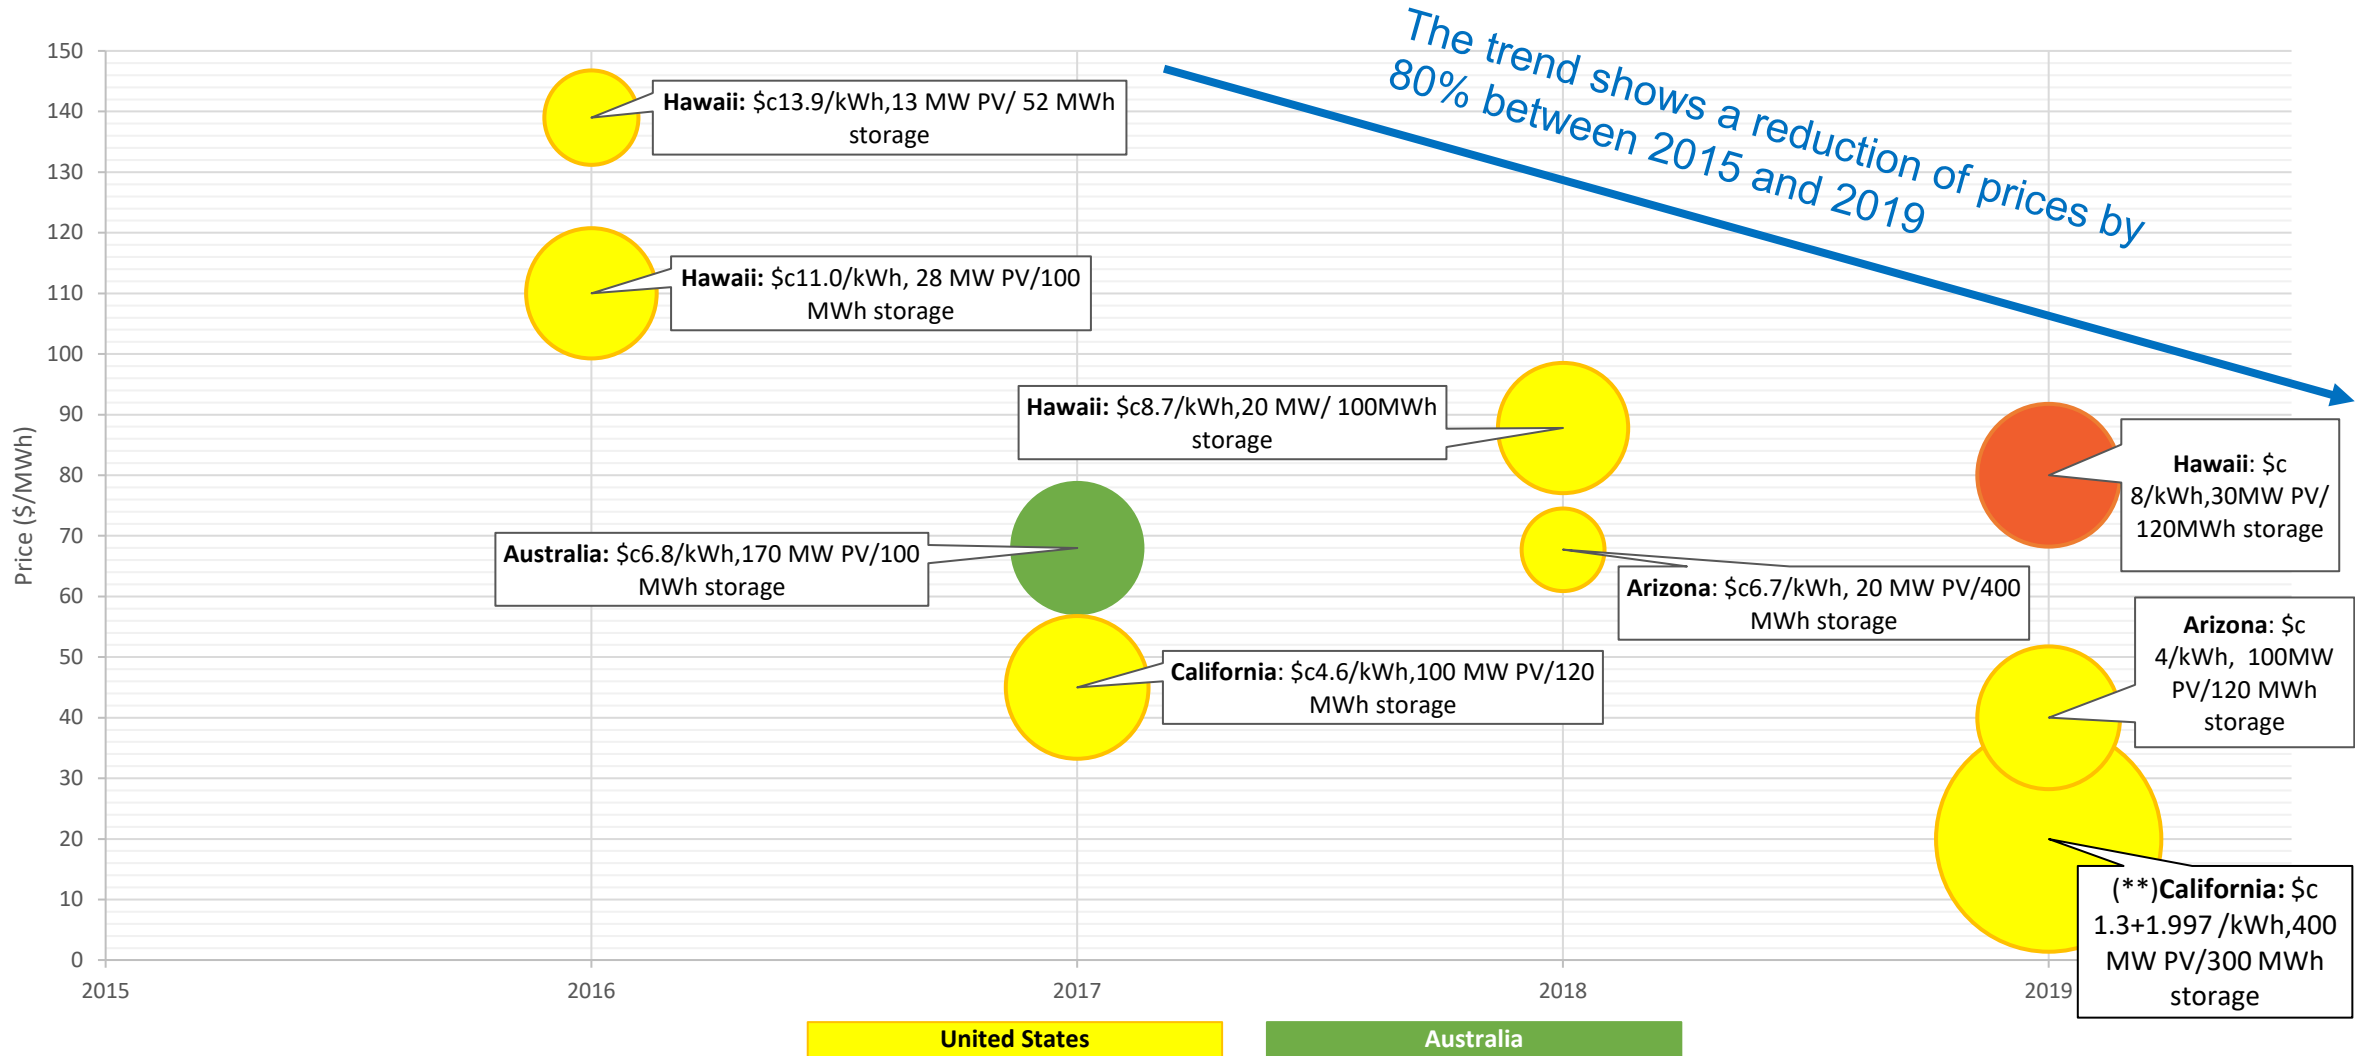 The trend shows a reduction of prices by
80% between 2015 and 2019
Price ($/MWh)
150
140
130
120
110
100
90
80
70
60
50
40
30
20
10
0
Hawaii: $c13.9/kWh,13 MW PV/ 52 MWh
storage
Hawaii: $c11.0/kWh, 28 MW PV/100
MWh storage
Hawaii: $c8.7/kWh,20 MW/ 100MWh
storage
Hawaii: $c
8/kWh,30MW PV/
120MWh storage
Australia: $c6.8/kWh,170 MW PV/100
MWh storage
Arizona: $c6.7/kWh, 20 MW PV/400
MWh storage
Arizona: $c
4/kWh, 100MW
PV/120 MWh
storage
California: $c4.6/kWh,100 MW PV/120
MWh storage
(**)California: $c
1.3+1.997 /kWh,400
MW PV/300 MWh
storage
2015
2016
2017
2018
2019
United States
Australia